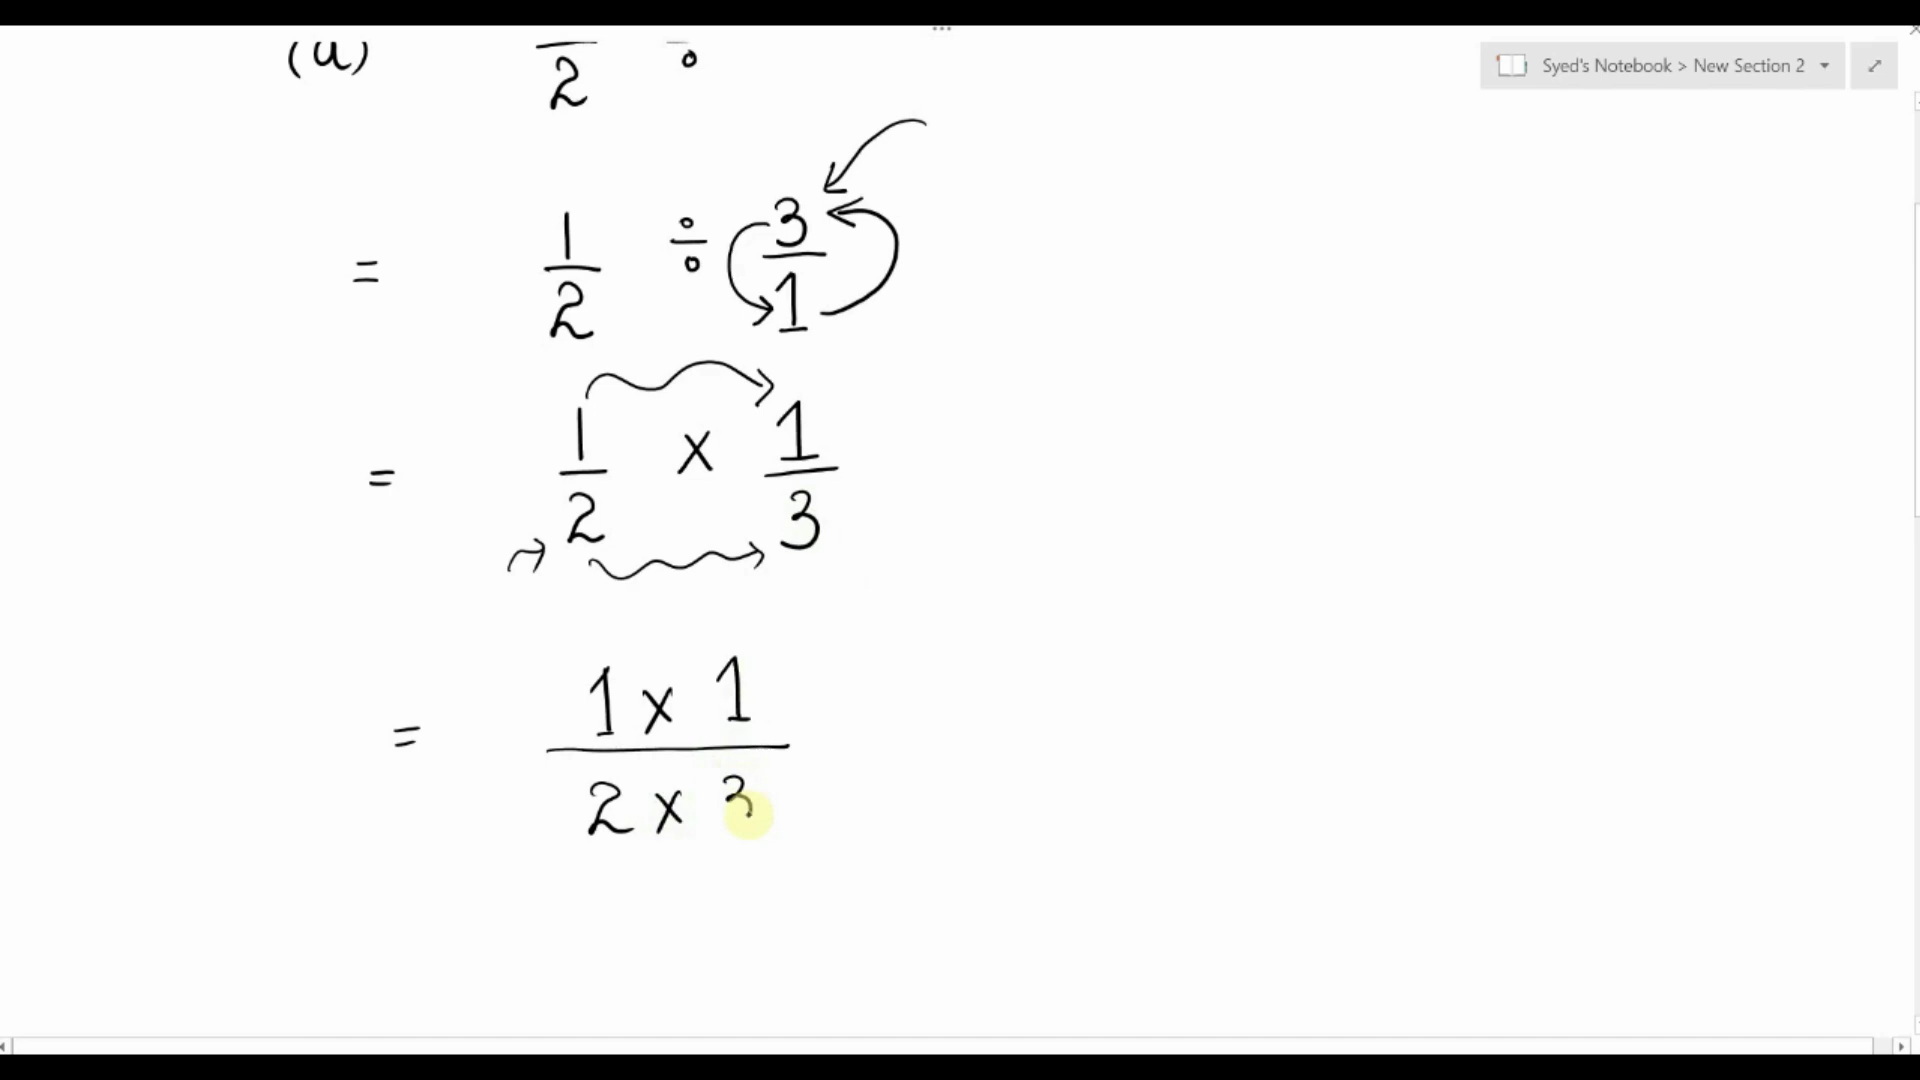 Syed's Notebook > New Section 2
(a) 2 ÷
= 1/2 ÷ 3/1
= 1/2 x 1/3
= 1 x 1
2 x 3